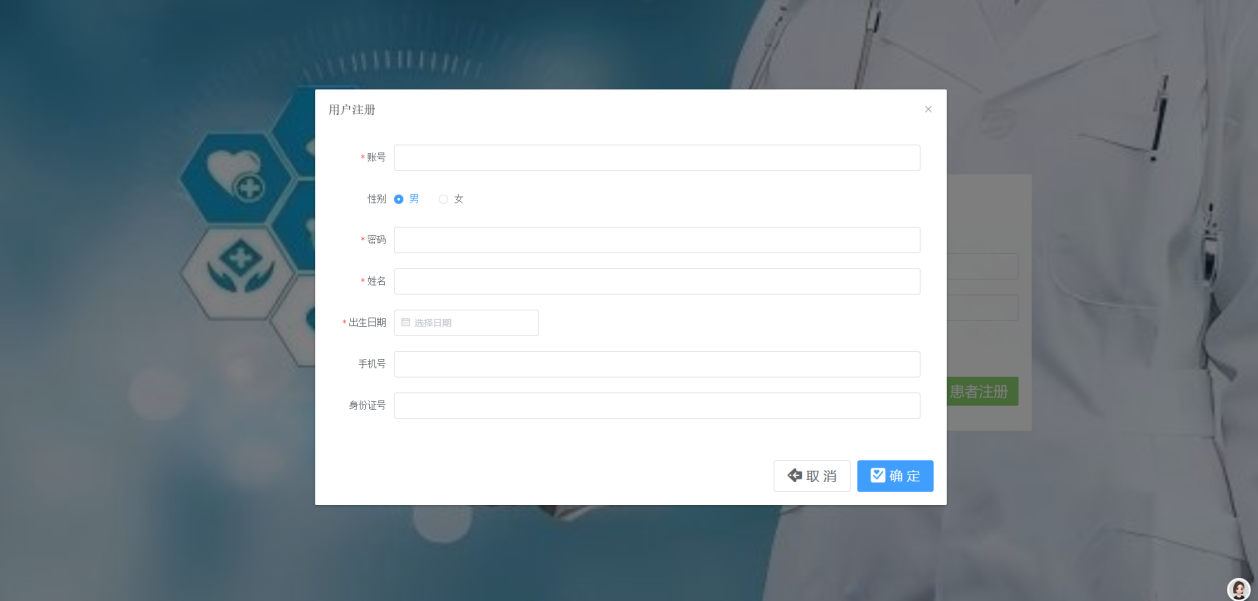 用户注册
* 账号
性别 男 女
* 密码
* 姓名
* 出生日期 选择日期
手机号
身份证号
患者注册
取消 确定